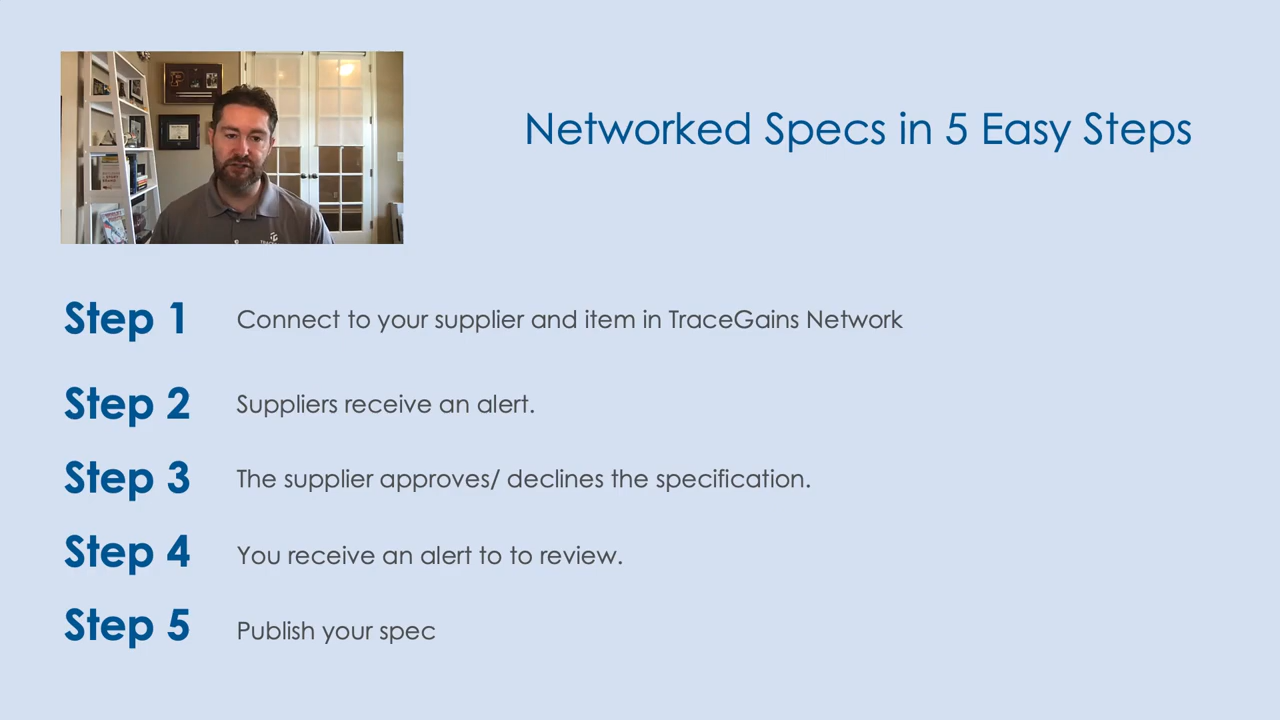 Networked Specs in 5 Easy Steps
Step 1 Connect to your supplier and item in TraceGains Network
Step 2 Suppliers receive an alert.
Step 3 The supplier approves/ declines the specification.
Step 4 You receive an alert to to review.
Step 5 Publish your spec